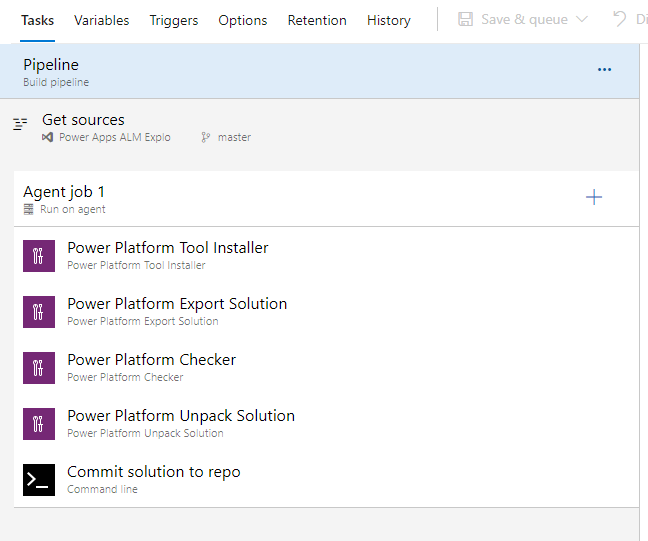 Tasks Variables Triggers Options Retention History Save & queue Di
Pipeline
Build pipeline
Get sources
Power Apps ALM Explo master
Agent job 1
Run on agent
Power Platform Tool Installer
Power Platform Tool Installer
Power Platform Export Solution
Power Platform Export Solution
Power Platform Checker
Power Platform Checker
Power Platform Unpack Solution
Power Platform Unpack Solution
Commit solution to repo
Command line